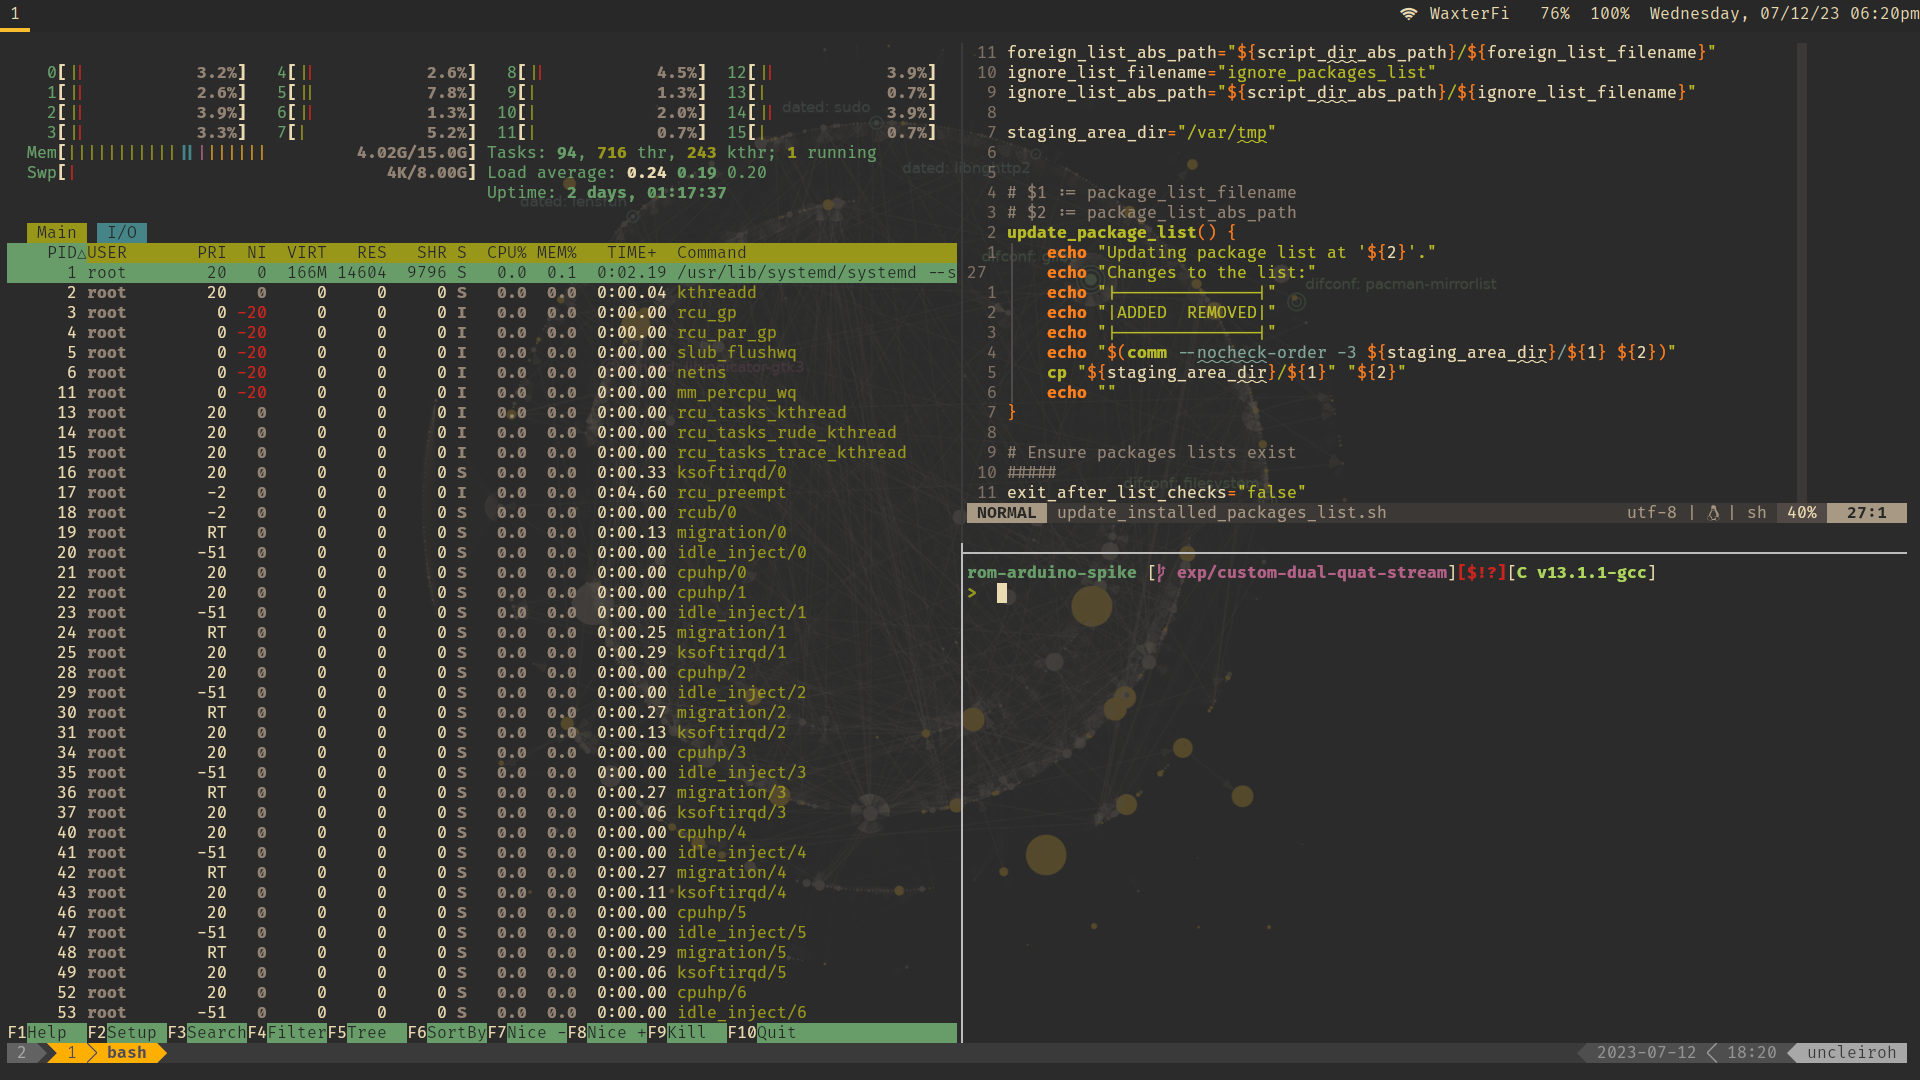 1 WaxterFi 76% 100% Wednesday, 07/12/23 06:20pm
0[|| 3.2%] 4[|| 2.6%] 8[|| 4.5%] 12[|| 3.9%]
1[|| 2.6%] 5[|| 7.8%] 9[| 1.3%] 13[| 0.7%]
2[|| 3.9%] 6[|| 1.3%] 10[| 2.0%] 14[|| 3.9%]
3[|| 3.3%] 7[| 5.2%] 11[| 0.7%] 15[| 0.7%]
Mem[|||||||||||||||||||| 4.02G/15.0G] Tasks: 94, 716 thr, 243 kthr; 1 running
Swp[| 4K/8.00G] Load average: 0.24 0.19 0.20
Uptime: 2 days, 01:17:37
Main I/O
PID△USER PRI NI VIRT RES SHR S CPU% MEM% TIME+ Command
1 root 20 0 166M 14604 9796 S 0.0 0.1 0:02.19 /usr/lib/systemd/systemd --s
2 root 20 0 0 0 0 S 0.0 0.0 0:00.04 kthreadd
3 root 0 -20 0 0 0 I 0.0 0.0 0:00.00 rcu_gp
4 root 0 -20 0 0 0 I 0.0 0.0 0:00.00 rcu_par_gp
5 root 0 -20 0 0 0 I 0.0 0.0 0:00.00 slub_flushwq
6 root 0 -20 0 0 0 I 0.0 0.0 0:00.00 netns
11 root 0 -20 0 0 0 I 0.0 0.0 0:00.00 mm_percpu_wq
13 root 20 0 0 0 0 I 0.0 0.0 0:00.00 rcu_tasks_kthread
14 root 20 0 0 0 0 I 0.0 0.0 0:00.00 rcu_tasks_rude_kthread
15 root 20 0 0 0 0 I 0.0 0.0 0:00.00 rcu_tasks_trace_kthread
16 root 20 0 0 0 0 S 0.0 0.0 0:00.33 ksoftirqd/0
17 root -2 0 0 0 0 I 0.0 0.0 0:04.60 rcu_preempt
18 root -2 0 0 0 0 S 0.0 0.0 0:00.00 rcub/0
19 root RT 0 0 0 0 S 0.0 0.0 0:00.13 migration/0
20 root -51 0 0 0 0 S 0.0 0.0 0:00.00 idle_inject/0
21 root 20 0 0 0 0 S 0.0 0.0 0:00.00 cpuhp/0
22 root 20 0 0 0 0 S 0.0 0.0 0:00.00 cpuhp/1
23 root -51 0 0 0 0 S 0.0 0.0 0:00.00 idle_inject/1
24 root RT 0 0 0 0 S 0.0 0.0 0:00.25 migration/1
25 root 20 0 0 0 0 S 0.0 0.0 0:00.29 ksoftirqd/1
28 root 20 0 0 0 0 S 0.0 0.0 0:00.00 cpuhp/2
29 root -51 0 0 0 0 S 0.0 0.0 0:00.00 idle_inject/2
30 root RT 0 0 0 0 S 0.0 0.0 0:00.27 migration/2
31 root 20 0 0 0 0 S 0.0 0.0 0:00.13 ksoftirqd/2
34 root 20 0 0 0 0 S 0.0 0.0 0:00.00 cpuhp/3
35 root -51 0 0 0 0 S 0.0 0.0 0:00.00 idle_inject/3
36 root RT 0 0 0 0 S 0.0 0.0 0:00.27 migration/3
37 root 20 0 0 0 0 S 0.0 0.0 0:00.06 ksoftirqd/3
40 root 20 0 0 0 0 S 0.0 0.0 0:00.00 cpuhp/4
41 root -51 0 0 0 0 S 0.0 0.0 0:00.00 idle_inject/4
42 root RT 0 0 0 0 S 0.0 0.0 0:00.27 migration/4
43 root 20 0 0 0 0 S 0.0 0.0 0:00.11 ksoftirqd/4
46 root 20 0 0 0 0 S 0.0 0.0 0:00.00 cpuhp/5
47 root -51 0 0 0 0 S 0.0 0.0 0:00.00 idle_inject/5
48 root RT 0 0 0 0 S 0.0 0.0 0:00.29 migration/5
49 root 20 0 0 0 0 S 0.0 0.0 0:00.06 ksoftirqd/5
52 root 20 0 0 0 0 S 0.0 0.0 0:00.00 cpuhp/6
53 root -51 0 0 0 0 S 0.0 0.0 0:00.00 idle_inject/6
F1Help F2Setup F3SearchF4FilterF5Tree F6SortByF7Nice -F8Nice +F9Kill F10Quit
11 foreign_list_abs_path="${script_dir_abs_path}/${foreign_list_filename}"
10 ignore_list_filename="ignore_packages_list"
9 ignore_list_abs_path="${script_dir_abs_path}/${ignore_list_filename}"
8
7 staging_area_dir="/var/tmp"
6
5
4 # $1 := package_list_filename
3 # $2 := package_list_abs_path
2 update_package_list() {
1 echo "Updating package list at '${2}'."
27 echo "Changes to the list:"
1 echo "├──────────────┤"
2 echo "|ADDED  REMOVED|"
3 echo "├──────────────┤"
4 echo "$(comm --nocheck-order -3 ${staging_area_dir}/${1} ${2})"
5 cp "${staging_area_dir}/${1}" "${2}"
6 echo ""
7 }
8
9 # Ensure packages lists exist
10 #####
11 exit_after_list_checks="false"
NORMAL update_installed_packages_list.sh utf-8 | | sh 40% 27:1
rom-arduino-spike [ exp/custom-dual-quat-stream][$!?][C v13.1.1-gcc]
>
dated: sudo
dated: libnghttp2
dated: lensfun
difconf: pacman-mirrorlist
difconf: filesystem
2 1 bash 2023-07-12 18:20 uncleiroh